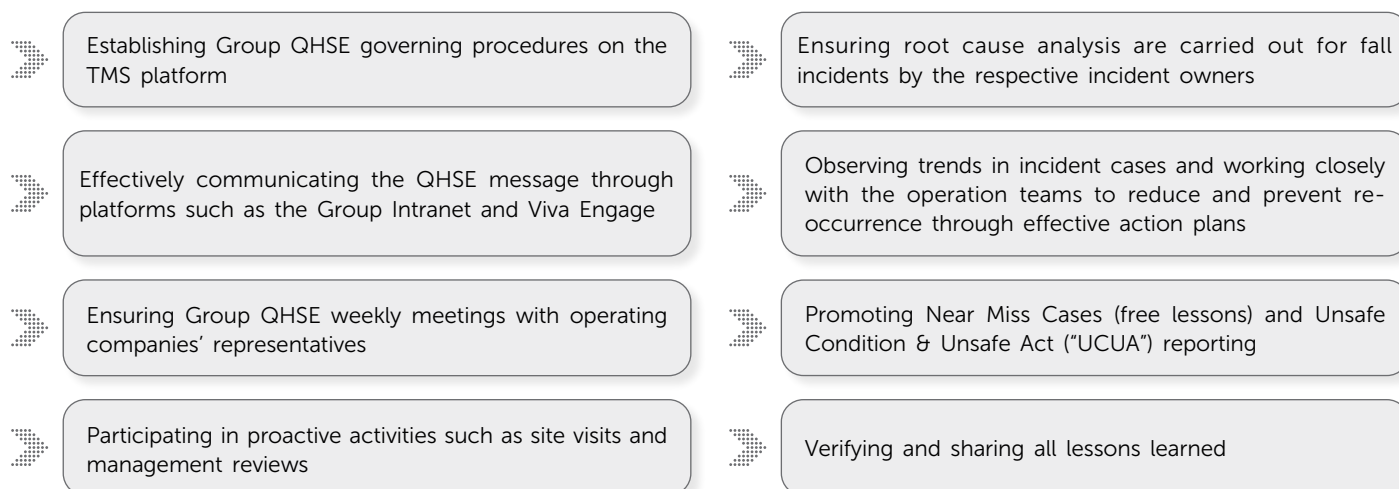 Establishing Group QHSE governing procedures on the
TMS platform
Effectively communicating the QHSE message through
platforms such as the Group Intranet and Viva Engage
Ensuring Group QHSE weekly meetings with operating
companies’ representatives
Participating in proactive activities such as site visits and
management reviews
Ensuring root cause analysis are carried out for fall
incidents by the respective incident owners
Observing trends in incident cases and working closely
with the operation teams to reduce and prevent re-
occurrence through effective action plans
Promoting Near Miss Cases (free lessons) and Unsafe
Condition & Unsafe Act (“UCUA”) reporting
Verifying and sharing all lessons learned